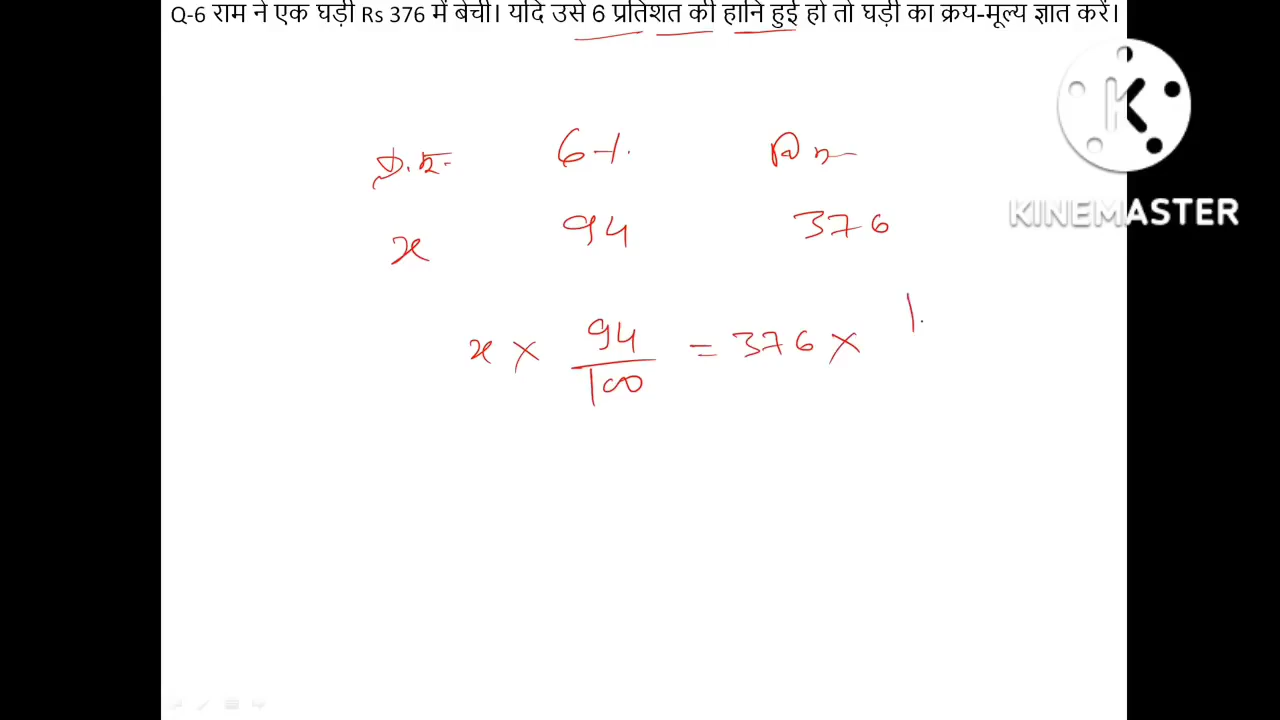 Q-6 राम ने एक घड़ी Rs 376 में बेची। यदि उसे 6 प्रतिशत की हानि हुई हो तो घड़ी का क्रय-मूल्य ज्ञात करें।
6%
x 94 376
x × 94/100 = 376 ×
KINEMASTER